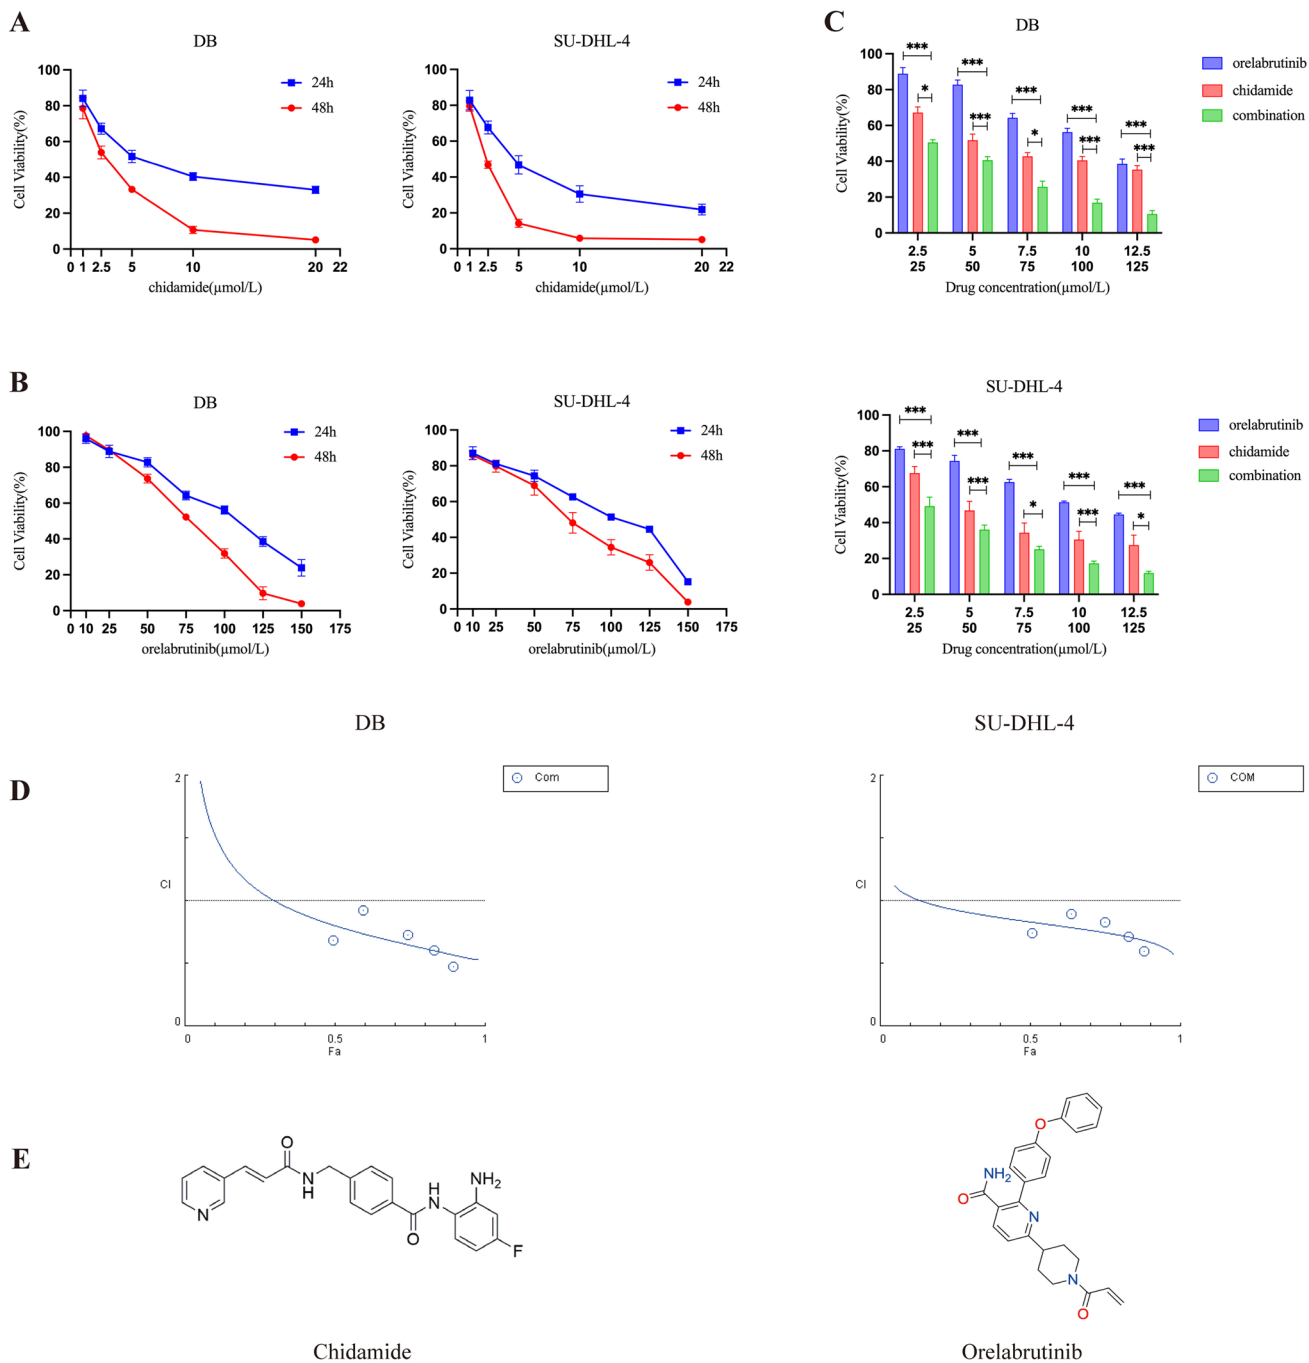 A
DB
SU-DHL-4
C
DB
100
80
60
40
20
0
Cell Viability(%)
24h
48h
0 1 2.5 5 10 20 22
chidamide(μmol/L)
100
80
60
40
20
0
Cell Viability(%)
24h
48h
0 1 2.5 5 10 20 22
chidamide(μmol/L)
100
80
60
40
20
0
Cell Viability(%)
*** *** *** *** ***
* *** * *** ***
orelabrutinib
chidamide
combination
2.5 5 7.5 10 12.5
25 50 75 100 125
Drug concentration(μmol/L)
B
DB
SU-DHL-4
SU-DHL-4
100
80
60
40
20
0
Cell Viability(%)
24h
48h
0 10 25 50 75 100 125 150 175
orelabrutinib(μmol/L)
100
80
60
40
20
0
Cell Viability(%)
24h
48h
0 10 25 50 75 100 125 150 175
orelabrutinib(μmol/L)
100
80
60
40
20
0
Cell Viability(%)
*** *** *** *** ***
*** *** * *** *
orelabrutinib
chidamide
combination
2.5 5 7.5 10 12.5
25 50 75 100 125
Drug concentration(μmol/L)
D
DB
SU-DHL-4
2
CI
0
0 0.5 1
Fa
Com
2
CI
0
0 0.5 1
Fa
COM
E
O
N
H
N
O
H
N
NH2
F
Chidamide
O
NH2
O
N
N
O
Orelabrutinib